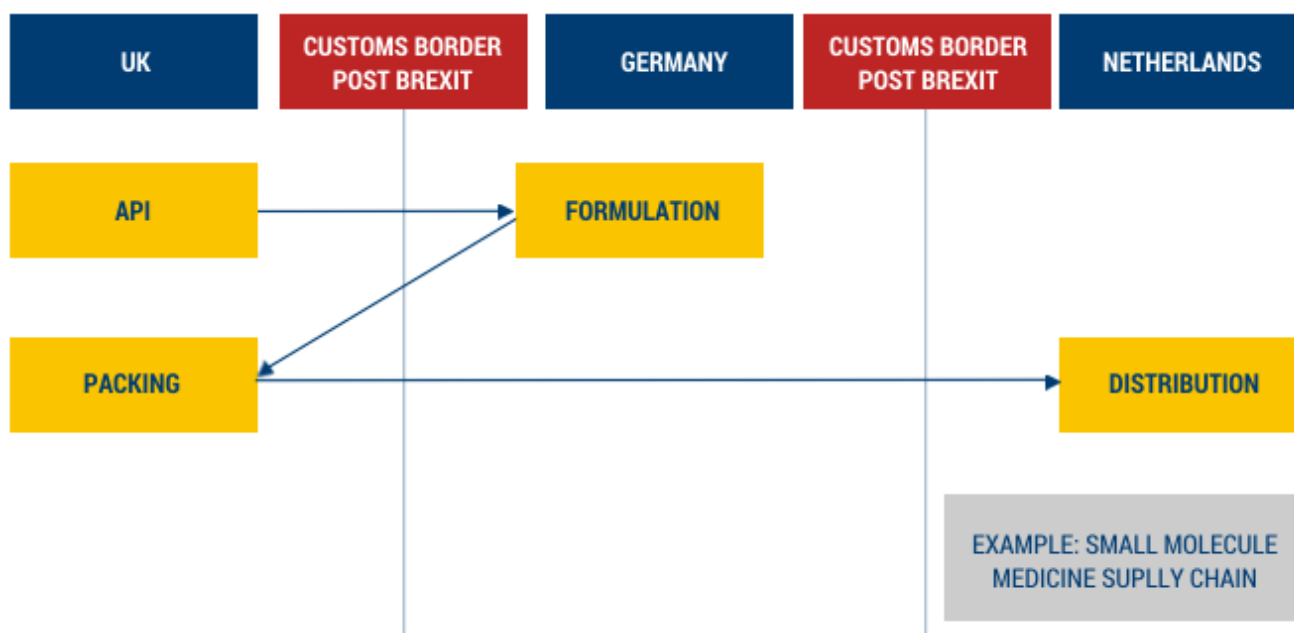 UK
CUSTOMS BORDER
POST BREXIT
GERMANY
CUSTOMS BORDER
POST BREXIT
NETHERLANDS
API
FORMULATION
PACKING
DISTRIBUTION
EXAMPLE: SMALL MOLECULE
MEDICINE SUPLLY CHAIN